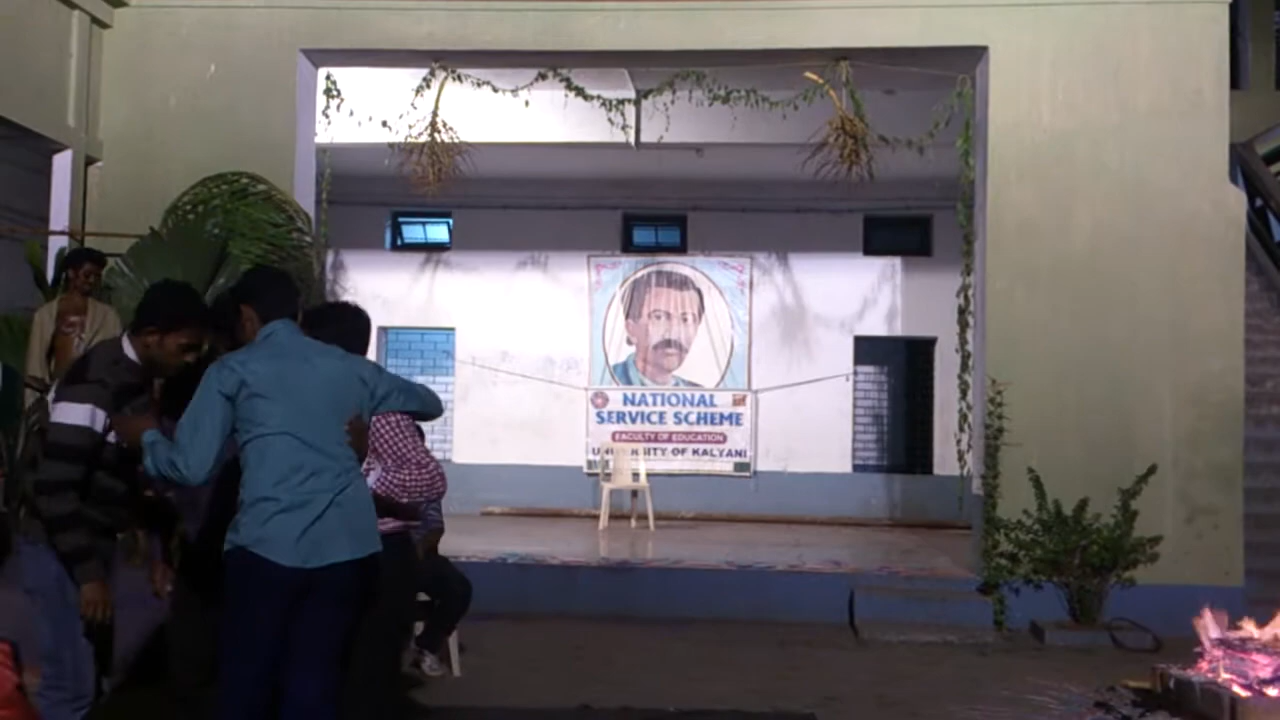 NATIONAL
SERVICE SCHEME
FACULTY OF EDUCATION
UNIVERSITY OF KALYANI